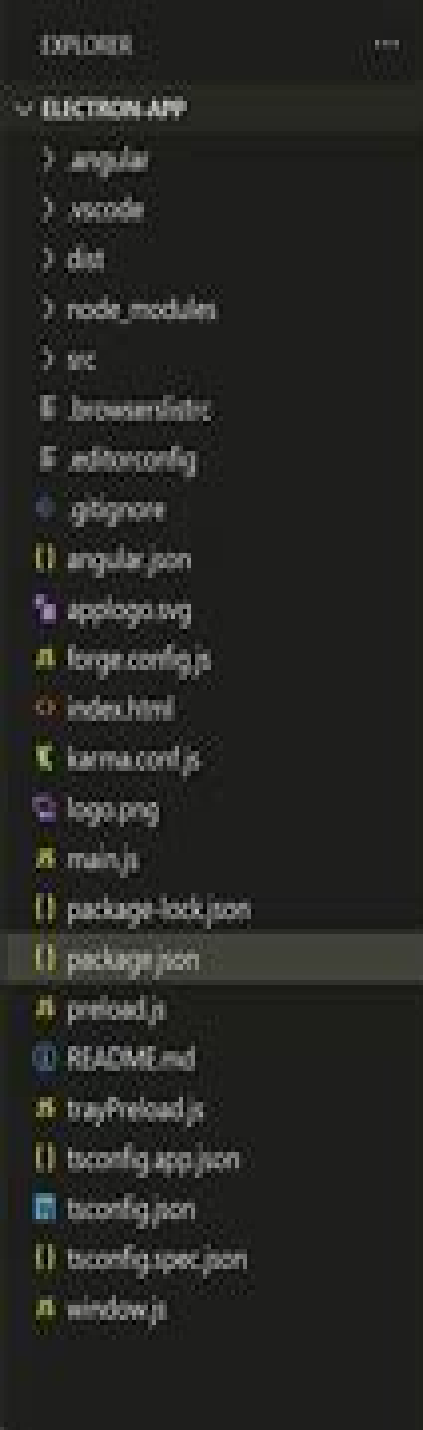 EXPLORER
ELECTRON-APP
.angular
.vscode
dist
node_modules
src
.browserslistrc
.editorconfig
.gitignore
angular.json
applogo.svg
forge.config.js
index.html
karma.conf.js
logo.png
main.js
package-lock.json
package.json
preload.js
README.md
trayPreload.js
tsconfig.app.json
tsconfig.json
tsconfig.spec.json
window.js